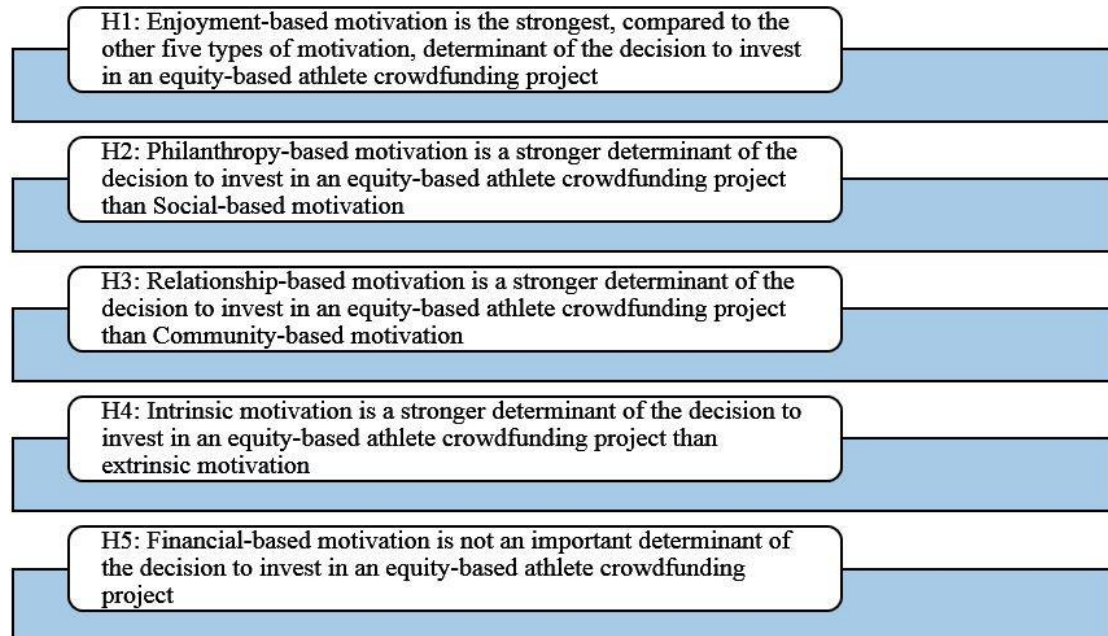 H1: Enjoyment-based motivation is the strongest, compared to the
other five types of motivation, determinant of the decision to invest
in an equity-based athlete crowdfunding project
H2: Philanthropy-based motivation is a stronger determinant of the
decision to invest in an equity-based athlete crowdfunding project
than Social-based motivation
H3: Relationship-based motivation is a stronger determinant of the
decision to invest in an equity-based athlete crowdfunding project
than Community-based motivation
H4: Intrinsic motivation is a stronger determinant of the decision to
invest in an equity-based athlete crowdfunding project than
extrinsic motivation
H5: Financial-based motivation is not an important determinant of
the decision to invest in an equity-based athlete crowdfunding
project